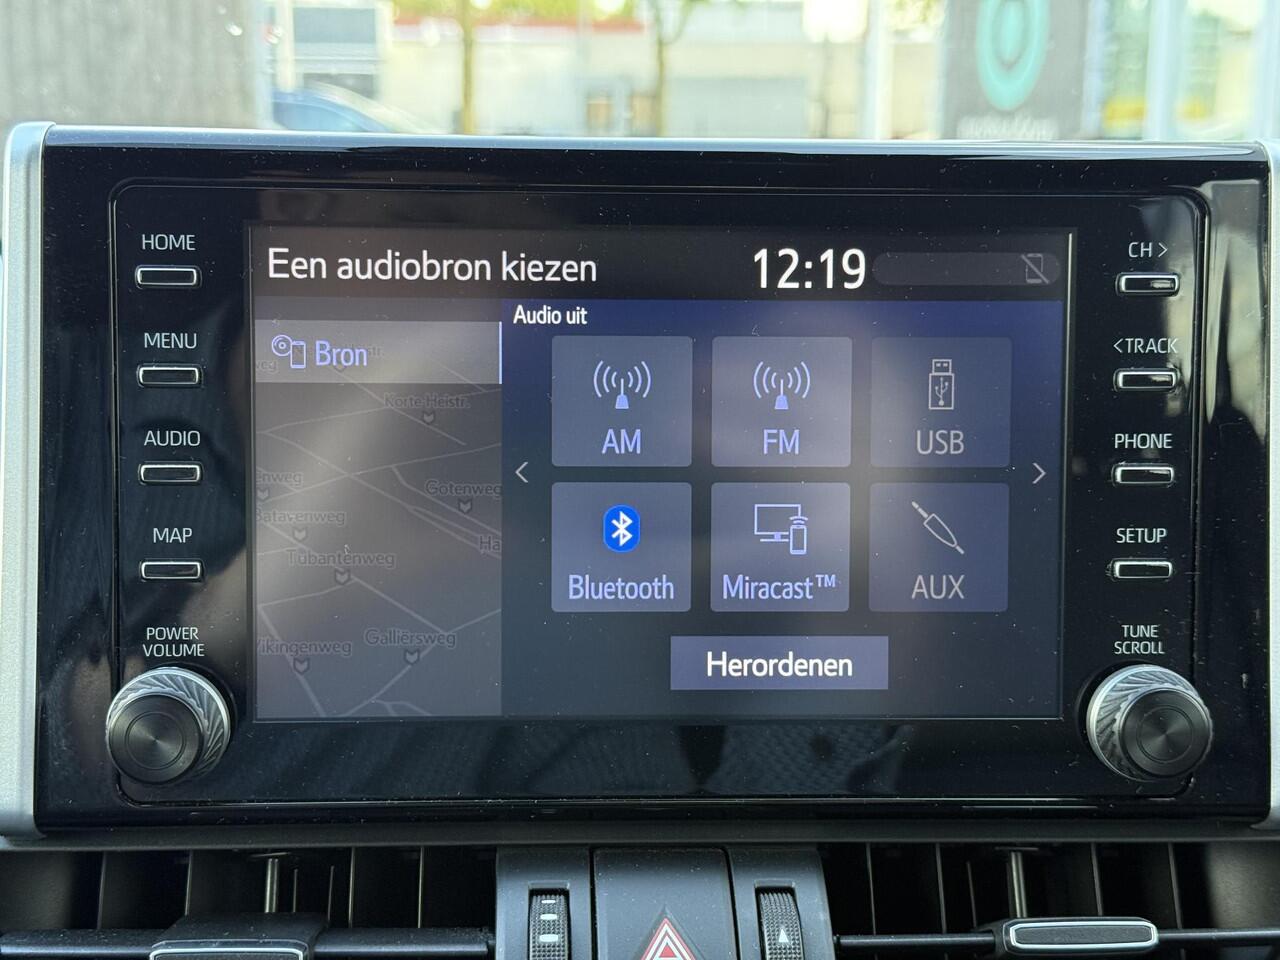 HOME
MENU
AUDIO
MAP
POWER
VOLUME
Een audiobron kiezen
12:19
Bron
Korte Heistr.
Gotenweg
Batavenweg
Tubantenweg
Vikingenweg
Galliërsweg
Audio uit
AM
FM
USB
Bluetooth
Miracast™
AUX
Herordenen
CH >
<TRACK
PHONE
SETUP
TUNE
SCROLL